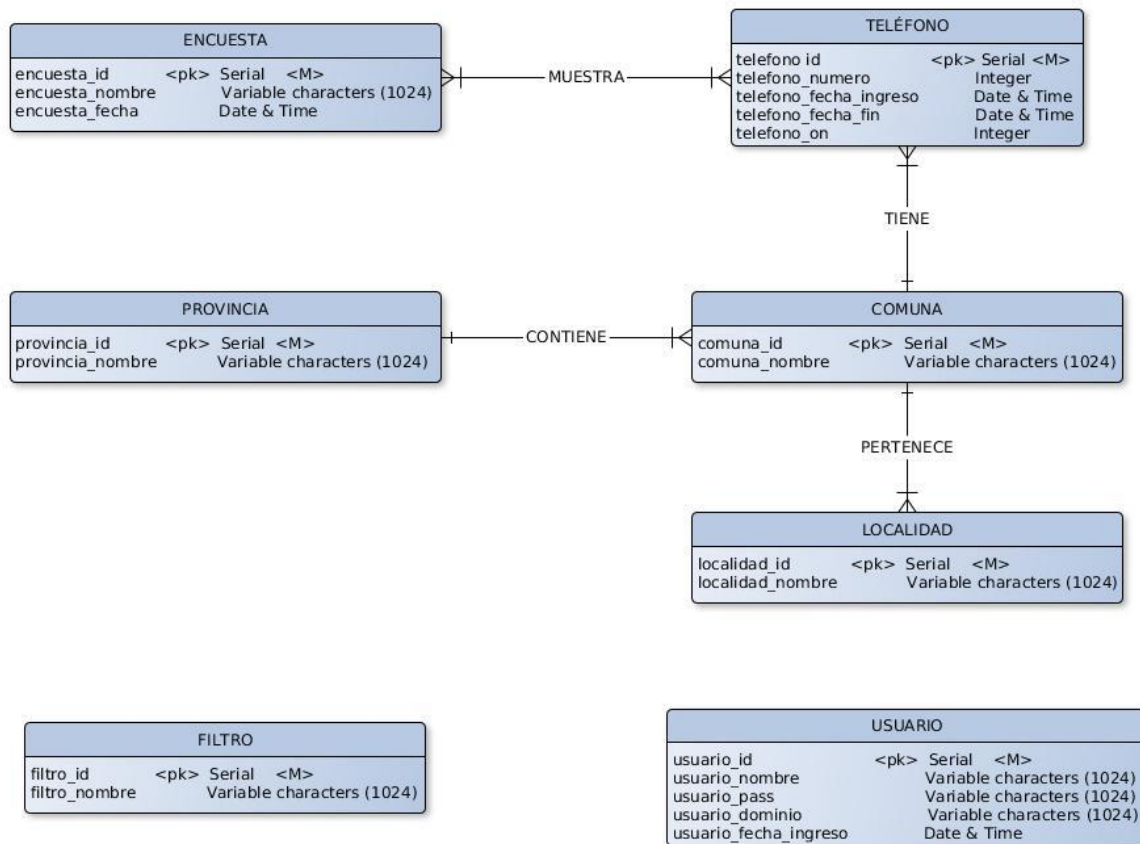 ENCUESTA
encuesta_id <pk> Serial <M>
encuesta_nombre Variable characters (1024)
encuesta_fecha Date & Time
MUESTRA
TELÉFONO
telefono id <pk> Serial <M>
telefono_numero Integer
telefono_fecha_ingreso Date & Time
telefono_fecha_fin Date & Time
telefono_on Integer
TIENE
PROVINCIA
provincia_id <pk> Serial <M>
provincia_nombre Variable characters (1024)
CONTIENE
COMUNA
comuna_id <pk> Serial <M>
comuna_nombre Variable characters (1024)
PERTENECE
LOCALIDAD
localidad_id <pk> Serial <M>
localidad_nombre Variable characters (1024)
FILTRO
filtro_id <pk> Serial <M>
filtro_nombre Variable characters (1024)
USUARIO
usuario_id <pk> Serial <M>
usuario_nombre Variable characters (1024)
usuario_pass Variable characters (1024)
usuario_dominio Variable characters (1024)
usuario_fecha_ingreso Date & Time